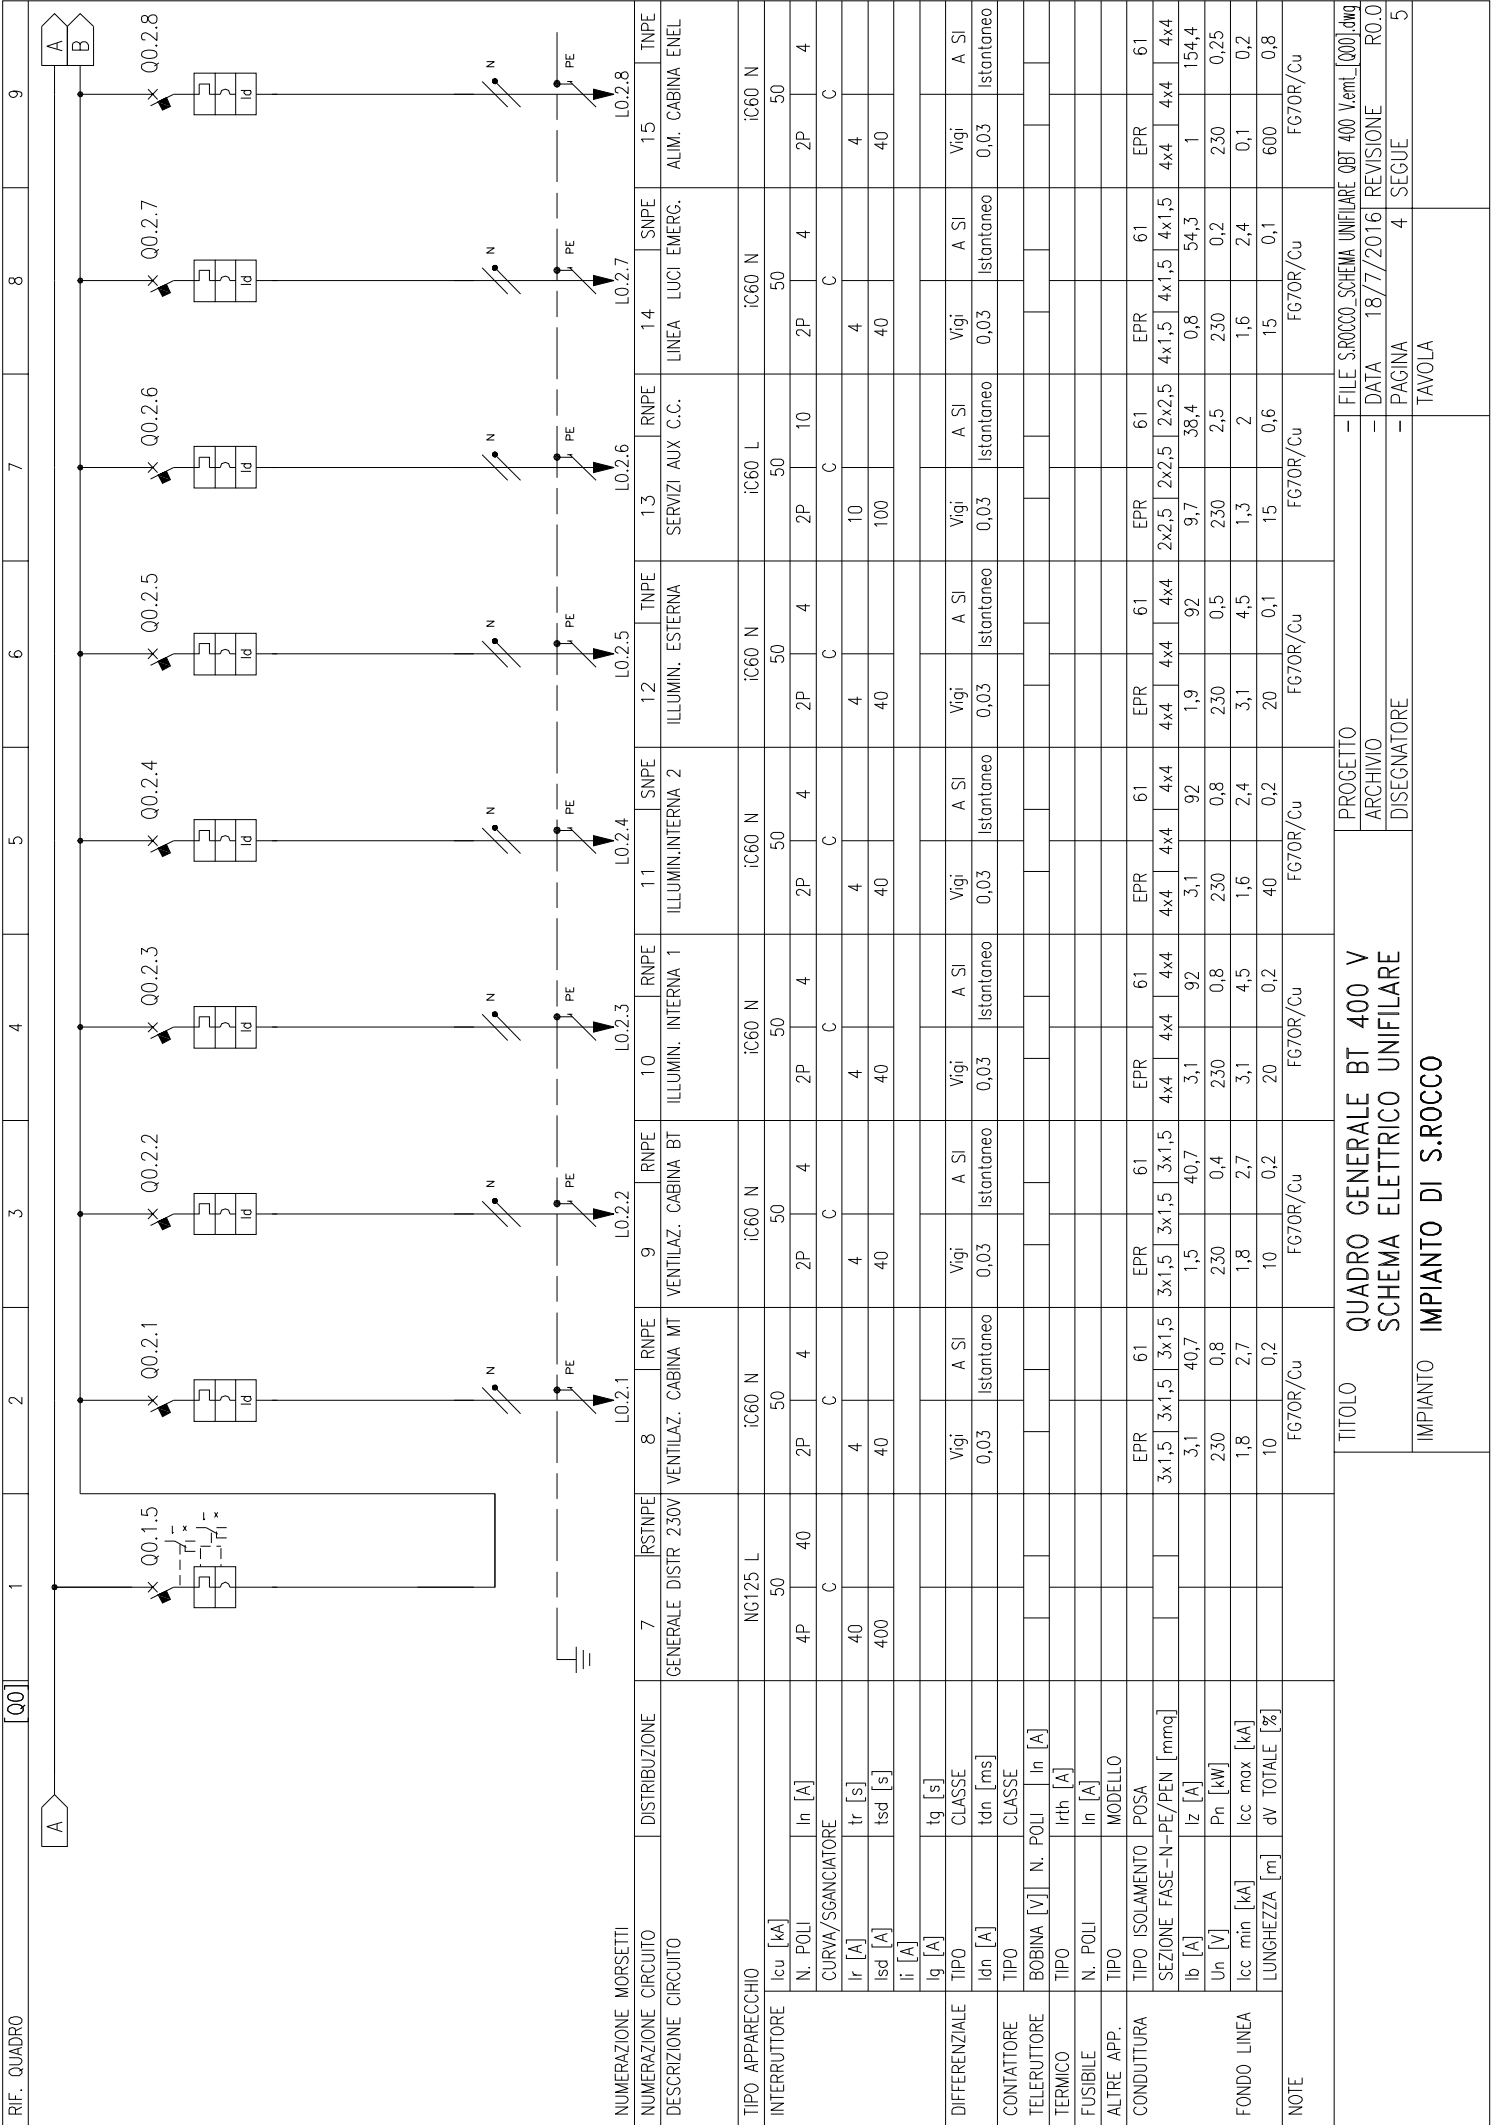 RIF. QUADRO [Q0] 1 2 3 4 5 6 7 8 9
A A
B
Q0.1.5 Q0.2.1 Q0.2.2 Q0.2.3 Q0.2.4 Q0.2.5 Q0.2.6 Q0.2.7 Q0.2.8
Id Id Id Id Id Id Id Id
N N N N N N N N
PE PE PE PE PE PE PE PE
NUMERAZIONE MORSETTI L0.2.1 L0.2.2 L0.2.3 L0.2.4 L0.2.5 L0.2.6 L0.2.7 L0.2.8
NUMERAZIONE CIRCUITO DISTRIBUZIONE 7 RSTNPE 8 RNPE 9 RNPE 10 RNPE 11 SNPE 12 TNPE 13 RNPE 14 SNPE 15 TNPE
DESCRIZIONE CIRCUITO GENERALE DISTR 230V VENTILAZ. CABINA MT VENTILAZ. CABINA BT ILLUMIN. INTERNA 1 ILLUMIN.INTERNA 2 ILLUMIN. ESTERNA SERVIZI AUX C.C. LINEA LUCI EMERG. ALIM. CABINA ENEL
TIPO APPARECCHIO NG125 L iC60 N iC60 N iC60 N iC60 N iC60 N iC60 L iC60 N iC60 N
INTERRUTTORE Icu [kA] 50 50 50 50 50 50 50 50 50
N. POLI In [A] 4P 40 2P 4 2P 4 2P 4 2P 4 2P 4 2P 10 2P 4 2P 4
CURVA/SGANCIATORE C C C C C C C C C
Ir [A] tr [s] 40 4 4 4 4 4 10 4 4
Isd [A] tsd [s] 400 40 40 40 40 40 100 40 40
Ii [A]
Ig [A] tg [s]
DIFFERENZIALE TIPO CLASSE Vigi A SI Vigi A SI Vigi A SI Vigi A SI Vigi A SI Vigi A SI Vigi A SI Vigi A SI
Idn [A] tdn [ms] 0,03 Istantaneo 0,03 Istantaneo 0,03 Istantaneo 0,03 Istantaneo 0,03 Istantaneo 0,03 Istantaneo 0,03 Istantaneo 0,03 Istantaneo
CONTATTORE TIPO CLASSE
TELERUTTORE BOBINA [V] N. POLI In [A]
TERMICO TIPO Irth [A]
FUSIBILE N. POLI In [A]
ALTRE APP. TIPO MODELLO
CONDUTTURA TIPO ISOLAMENTO POSA EPR 61 EPR 61 EPR 61 EPR 61 EPR 61 EPR 61 EPR 61 EPR 61
SEZIONE FASE-N-PE/PEN [mmq] 3x1,5 3x1,5 3x1,5 3x1,5 3x1,5 3x1,5 4x4 4x4 4x4 4x4 4x4 4x4 4x4 4x4 4x4 2x2,5 2x2,5 2x2,5 4x1,5 4x1,5 4x1,5 4x4 4x4 4x4
Ib [A] Iz [A] 3,1 40,7 1,5 40,7 3,1 92 3,1 92 1,9 92 9,7 38,4 0,8 54,3 1 154,4
Un [V] Pn [kW] 230 0,8 230 0,4 230 0,8 230 0,8 230 0,5 230 2,5 230 0,2 230 0,25
FONDO LINEA Icc min [kA] Icc max [kA] 1,8 2,7 1,8 2,7 3,1 4,5 1,6 2,4 3,1 4,5 1,3 2 1,6 2,4 0,1 0,2
LUNGHEZZA [m] dV TOTALE [%] 10 0,2 10 0,2 20 0,2 40 0,2 20 0,1 15 0,6 15 0,1 600 0,8
NOTE FG7OR/Cu FG7OR/Cu FG7OR/Cu FG7OR/Cu FG7OR/Cu FG7OR/Cu FG7OR/Cu FG7OR/Cu
TITOLO QUADRO GENERALE BT 400 V
SCHEMA ELETTRICO UNIFILARE
IMPIANTO IMPIANTO DI S.ROCCO
PROGETTO - FILE S.ROCCO_SCHEMA UNIFILARE QBT 400 V.emt_[Q00].dwg
ARCHIVIO - DATA 18/7/2016 REVISIONE R0.0
DISEGNATORE - PAGINA 4 SEGUE 5
TAVOLA